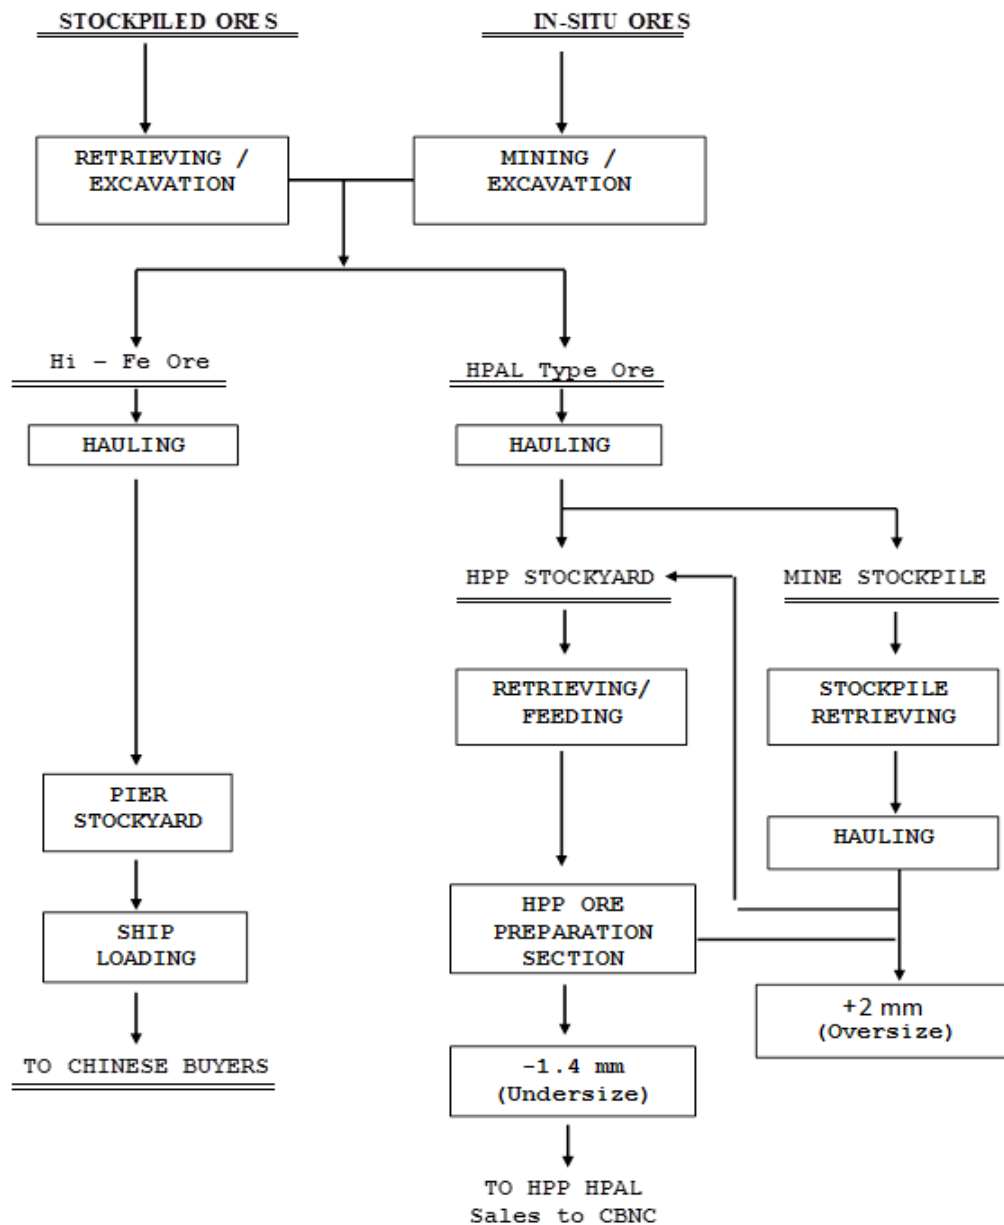 STOCKPILED ORES
IN-SITU ORES
RETRIEVING /
EXCAVATION
MINING /
EXCAVATION
Hi – Fe Ore
HPAL Type Ore
HAULING
HAULING
HPP STOCKYARD
MINE STOCKPILE
RETRIEVING/
FEEDING
STOCKPILE
RETRIEVING
PIER
STOCKYARD
HAULING
HPP ORE
PREPARATION
SECTION
SHIP
LOADING
+2 mm
(Oversize)
TO CHINESE BUYERS
-1.4 mm
(Undersize)
TO HPP HPAL
Sales to CBNC